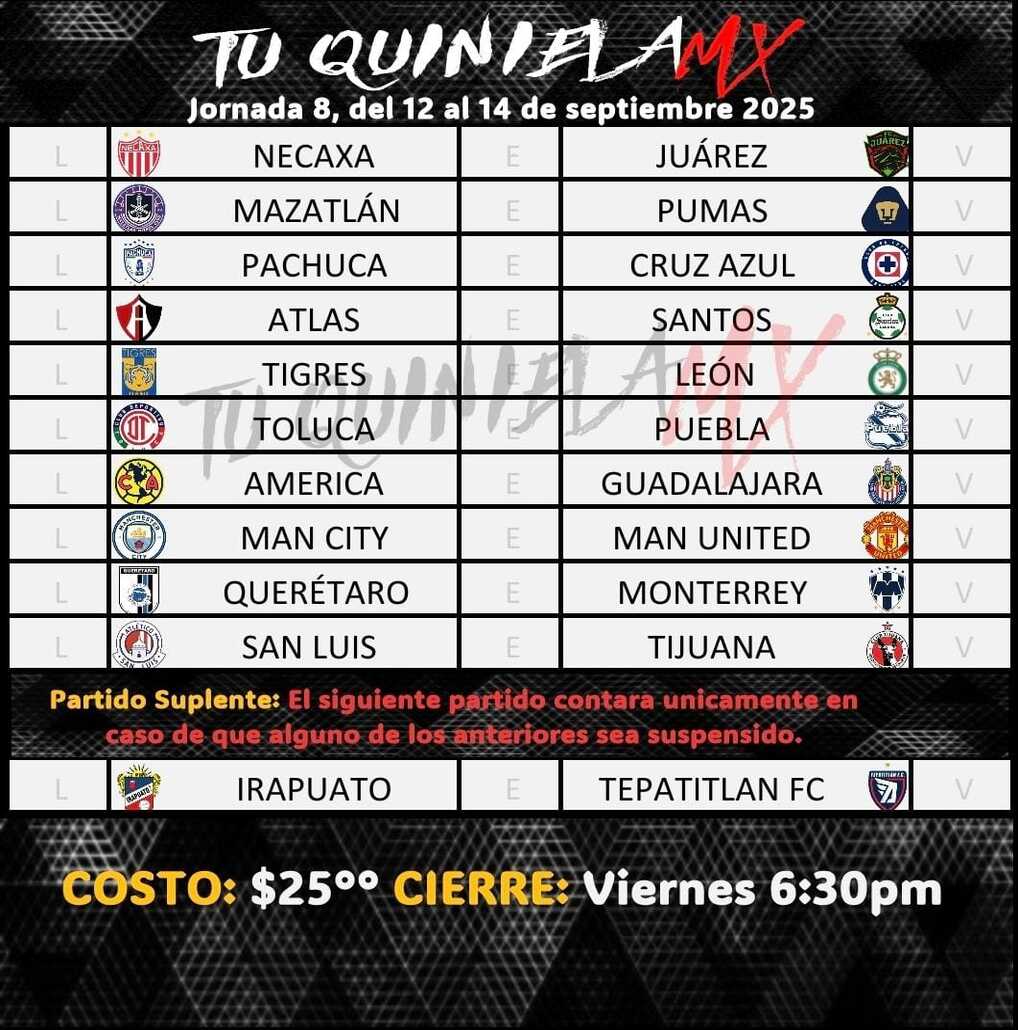 TU QUINIELA MX
Jornada 8, del 12 al 14 de septiembre 2025
L NECAXA E JUÁREZ V
L MAZATLÁN E PUMAS V
L PACHUCA E CRUZ AZUL V
L ATLAS E SANTOS V
L TIGRES E LEÓN V
L TOLUCA E PUEBLA V
L AMERICA E GUADALAJARA V
L MAN CITY E MAN UNITED V
L QUERÉTARO E MONTERREY V
L SAN LUIS E TIJUANA V
Partido Suplente: El siguiente partido contara unicamente en
caso de que alguno de los anteriores sea suspendido.
L IRAPUATO E TEPATITLAN FC V
COSTO: $25°° CIERRE: Viernes 6:30pm